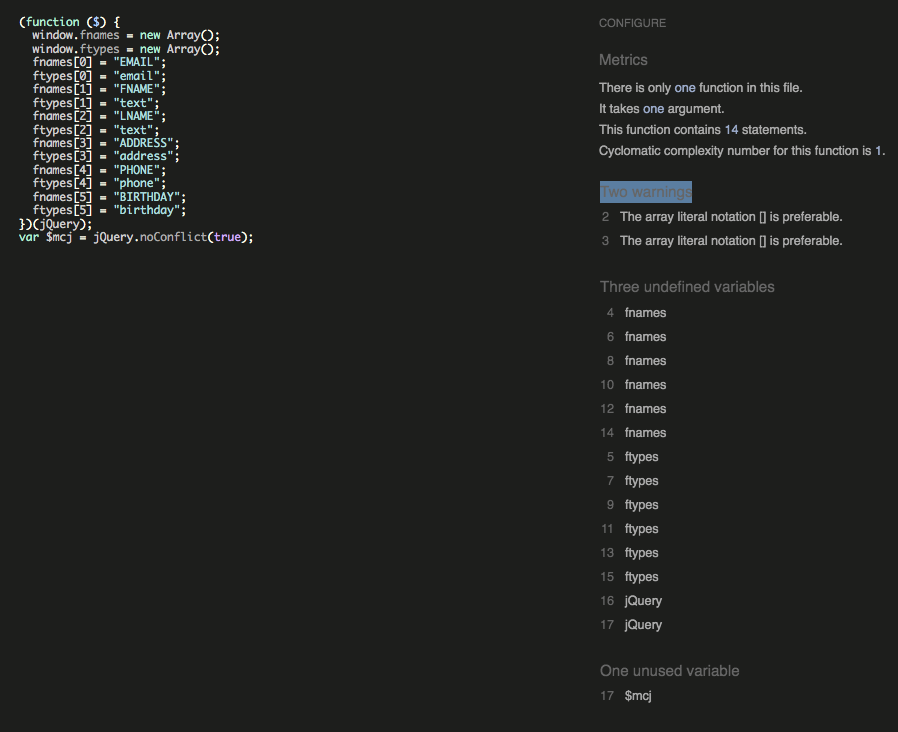 (function ($) {
window.fnames = new Array();
window.ftypes = new Array();
fnames[0] = "EMAIL";
ftypes[0] = "email";
fnames[1] = "FNAME";
ftypes[1] = "text";
fnames[2] = "LNAME";
ftypes[2] = "text";
fnames[3] = "ADDRESS";
ftypes[3] = "address";
fnames[4] = "PHONE";
ftypes[4] = "phone";
fnames[5] = "BIRTHDAY";
ftypes[5] = "birthday";
})(jQuery);
var $mcj = jQuery.noConflict(true);
CONFIGURE
Metrics
There is only one function in this file.
It takes one argument.
This function contains 14 statements.
Cyclomatic complexity number for this function is 1.
Two warnings
2 The array literal notation [] is preferable.
3 The array literal notation [] is preferable.
Three undefined variables
4 fnames
6 fnames
8 fnames
10 fnames
12 fnames
14 fnames
5 ftypes
7 ftypes
9 ftypes
11 ftypes
13 ftypes
15 ftypes
16 jQuery
17 jQuery
One unused variable
17 $mcj